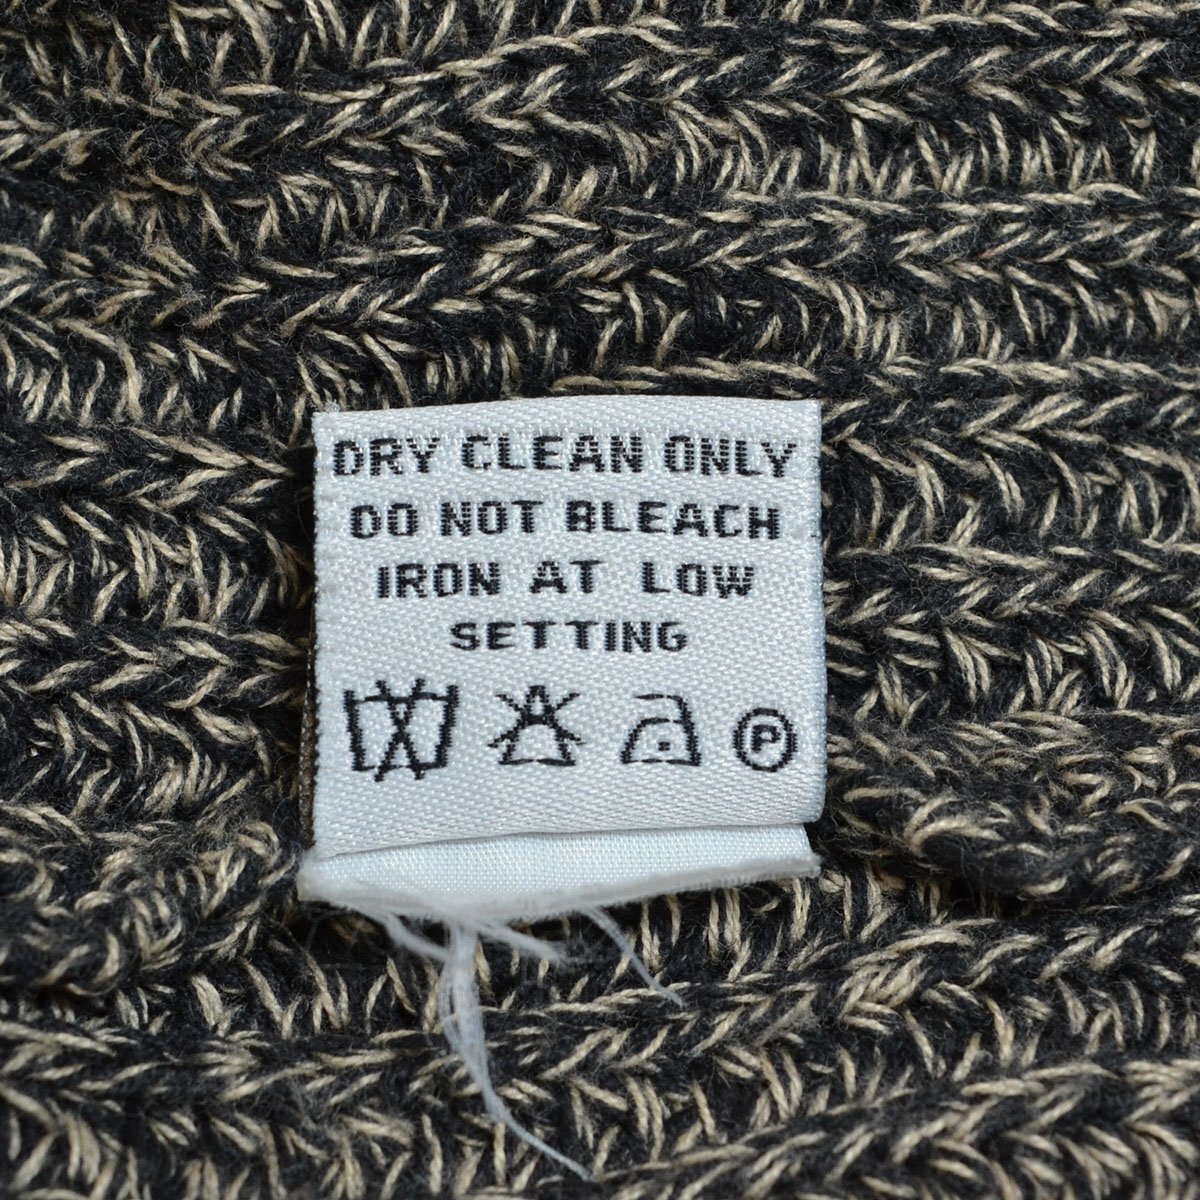 DRY CLEAN ONLY
DO NOT BLEACH
IRON AT LOW
SETTING
P